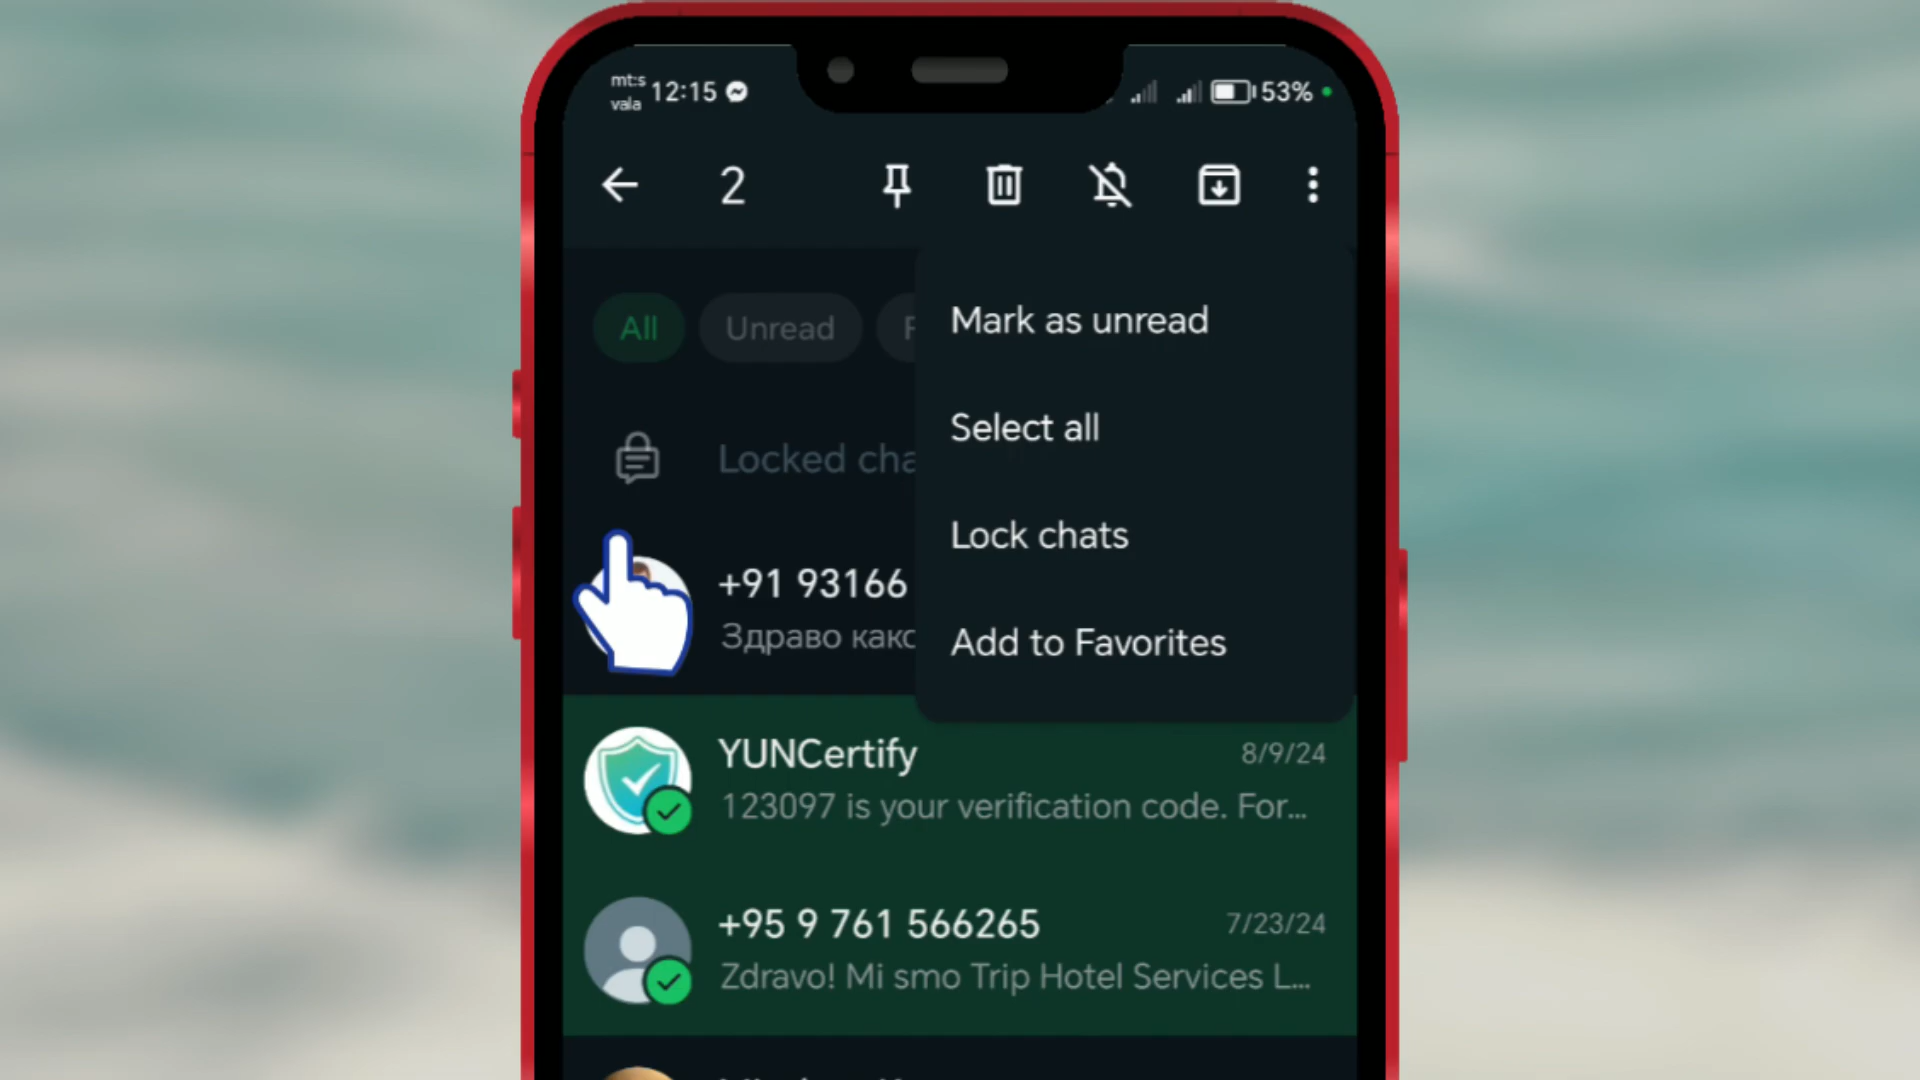 mt:s
vala
12:15
53%
2
All
Unread
Mark as unread
Select all
Locked cha
Lock chats
+91 93166
Здраво како
Add to Favorites
YUNCertify
8/9/24
123097 is your verification code. For...
+95 9 761 566265
7/23/24
Zdravo! Mi smo Trip Hotel Services L...